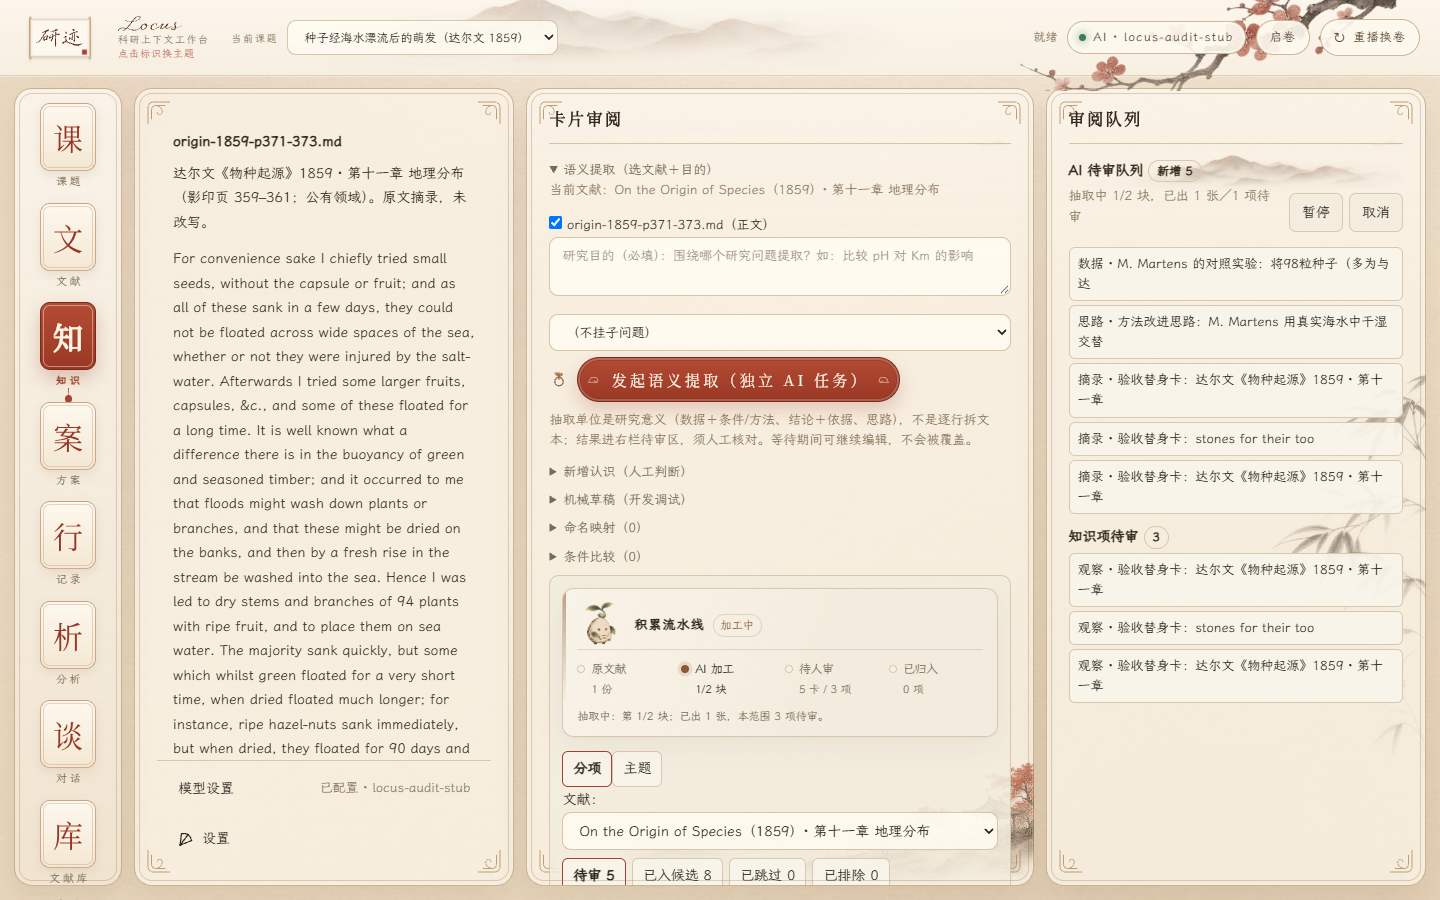 研迹
Locus
科研上下文工作台
点击标识换主题
当前课题
种子经海水漂流后的萌发（达尔文 1859）
就绪
AI · locus-audit-stub
启卷
↻ 重播换卷
课
课题
文
文献
知
知识
案
方案
行
记录
析
分析
谈
对话
库
文献库
origin-1859-p371-373.md
达尔文《物种起源》1859・第十一章 地理分布
（影印页 359–361；公有领域）。原文摘录，未
改写。
For convenience sake I chiefly tried small
seeds, without the capsule or fruit; and as
all of these sank in a few days, they could
not be floated across wide spaces of the sea,
whether or not they were injured by the salt-
water. Afterwards I tried some larger fruits,
capsules, &c., and some of these floated for
a long time. It is well known what a
difference there is in the buoyancy of green
and seasoned timber; and it occurred to me
that floods might wash down plants or
branches, and that these might be dried on
the banks, and then by a fresh rise in the
stream be washed into the sea. Hence I was
led to dry stems and branches of 94 plants
with ripe fruit, and to place them on sea
water. The majority sank quickly, but some
which whilst green floated for a very short
time, when dried floated much longer; for
instance, ripe hazel-nuts sank immediately,
but when dried, they floated for 90 days and
模型设置
已配置・locus-audit-stub
设置
卡片审阅
▼ 语义提取（选文献＋目的）
当前文献：On the Origin of Species（1859）・第十一章 地理分布
origin-1859-p371-373.md（正文）
研究目的（必填）：围绕哪个研究问题提取？如：比较 pH 对 Km 的影响
（不挂子问题）
发起语义提取（独立 AI 任务）
抽取单位是研究意义（数据＋条件/方法、结论＋依据、思路），不是逐行拆文
本；结果进右栏待审区，须人工核对。等待期间可继续编辑，不会被覆盖。
▶ 新增认识（人工判断）
▶ 机械草稿（开发调试）
▶ 命名映射（0）
▶ 条件比较（0）
积累流水线
加工中
原文献
1 份
AI 加工
1/2 块
待人审
5 卡 / 3 项
已归入
0 项
抽取中：第 1/2 块；已出 1 张，本范围 3 项待审。
分项
主题
文献：
On the Origin of Species（1859）・第十一章 地理分布
待审 5
已入候选 8
已跳过 0
已排除 0
审阅队列
AI 待审队列
新增 5
抽取中 1/2 块，已出 1 张／1 项待
审
暂停
取消
数据・M. Martens 的对照实验：将98粒种子（多为与
达
思路・方法改进思路：M. Martens 用真实海水中干湿
交替
摘录・验收替身卡：达尔文《物种起源》1859・第十
一章
摘录・验收替身卡：stones for their too
摘录・验收替身卡：达尔文《物种起源》1859・第十
一章
知识项待审
3
观察・验收替身卡：达尔文《物种起源》1859・第十
一章
观察・验收替身卡：stones for their too
观察・验收替身卡：达尔文《物种起源》1859・第十
一章